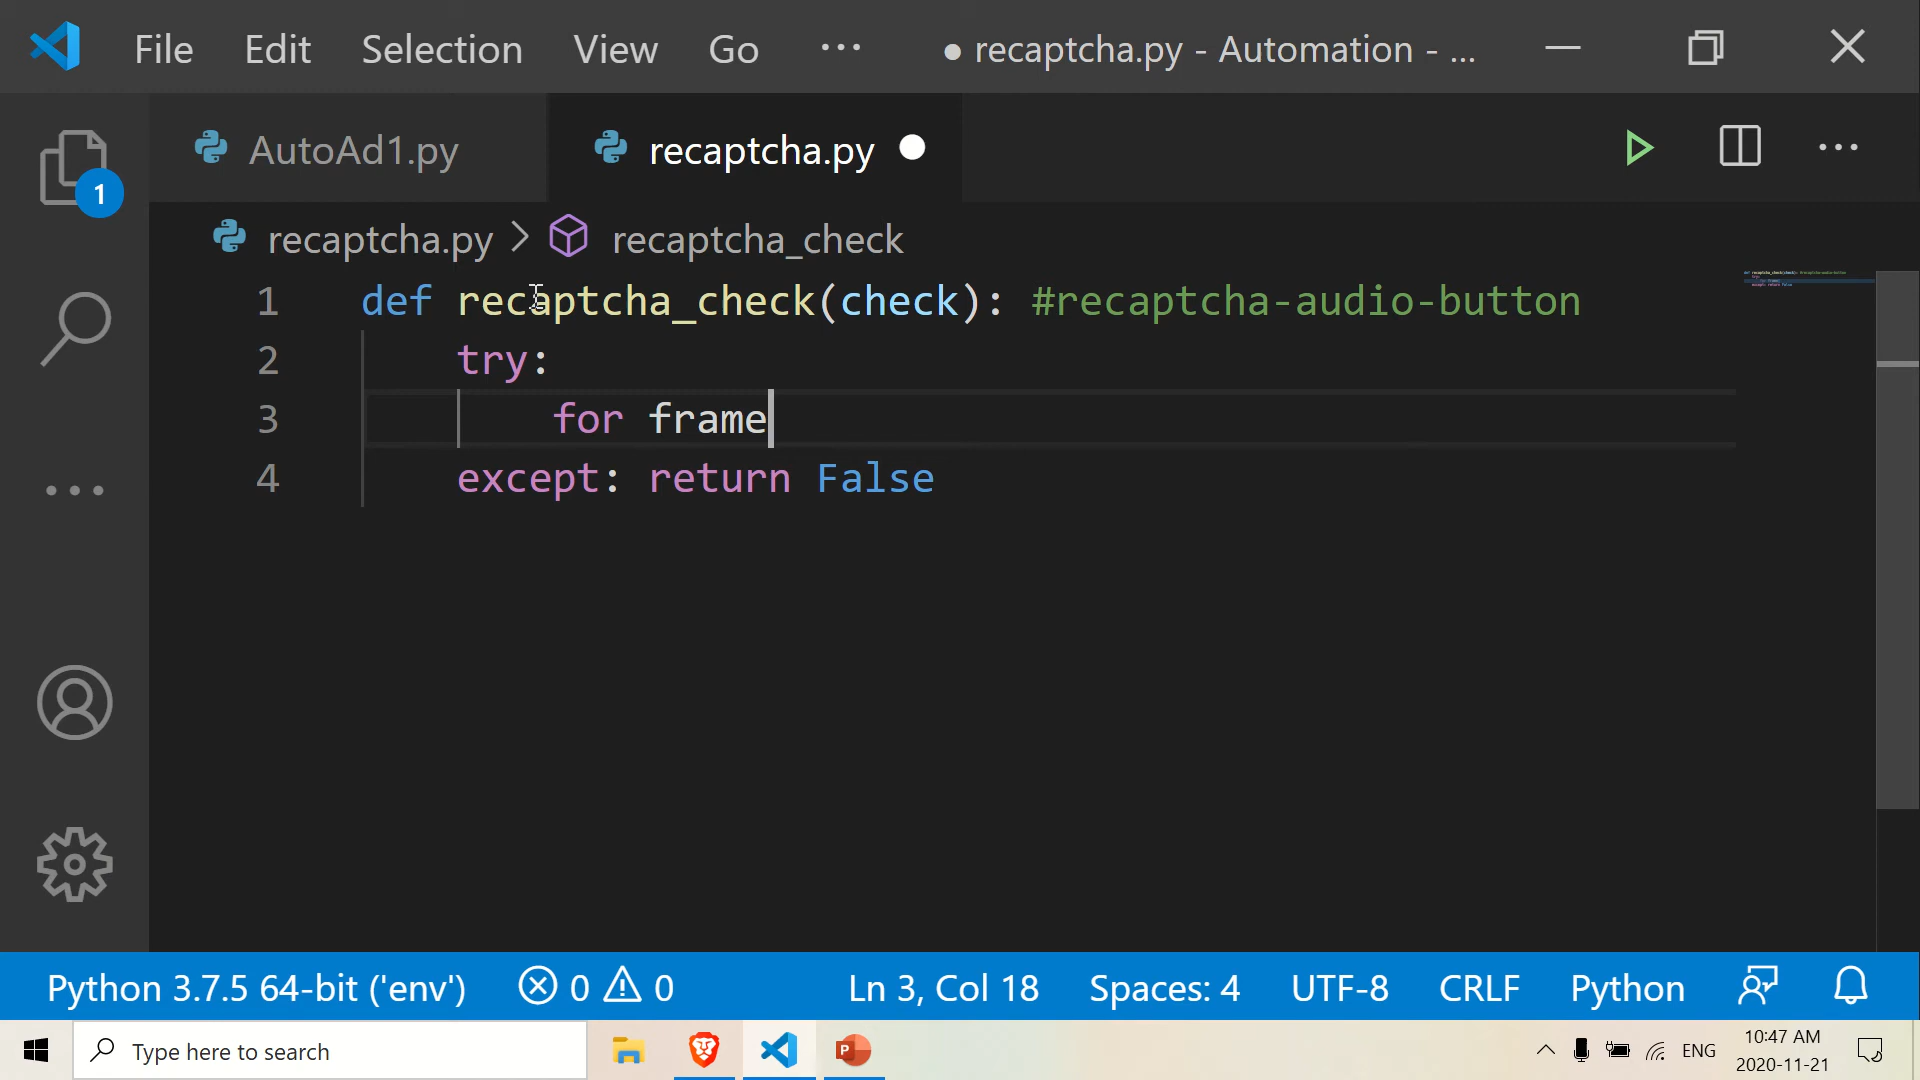 File Edit Selection View Go ··· ● recaptcha.py - Automation - ...
AutoAd1.py recaptcha.py
1
recaptcha.py > recaptcha_check
1 def recaptcha_check(check): #recaptcha-audio-button
2 try:
3 for frame
4 except: return False
Python 3.7.5 64-bit ('env') 0 0 Ln 3, Col 18 Spaces: 4 UTF-8 CRLF Python
Type here to search ENG 10:47 AM
2020-11-21